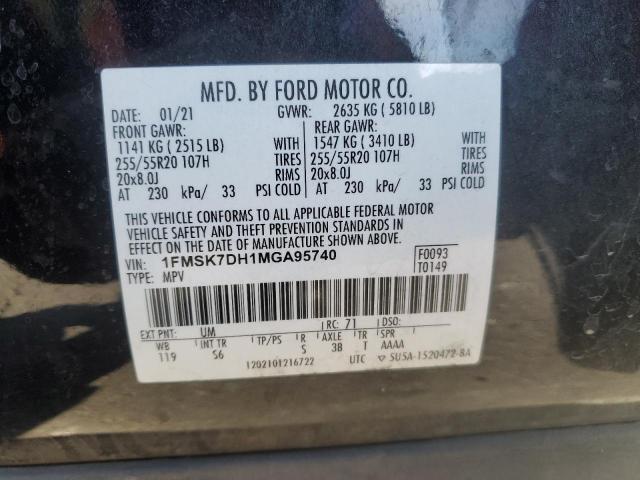 MFD. BY FORD MOTOR CO.
DATE: 01/21 GVWR: 2635 KG (5810 LB)
FRONT GAWR: REAR GAWR:
1141 KG (2515 LB) WITH 1547 KG (3410 LB) WITH
255/55R20 107H TIRES 255/55R20 107H TIRES
20x8.0J RIMS 20x8.0J RIMS
AT 230 kPa/ 33 PSI COLD AT 230 kPa/ 33 PSI COLD
THIS VEHICLE CONFORMS TO ALL APPLICABLE FEDERAL MOTOR
VEHICLE SAFETY AND THEFT PREVENTION STANDARDS IN
EFFECT ON THE DATE OF MANUFACTURE SHOWN ABOVE.
VIN: 1FMSK7DH1MGA95740 F0093
TYPE: MPV T0149
EXT PNT: UM RC: 71 DSO:
WB INT TR TP/PS R AXLE TR SPR
119 S6 S 3B T AAAA
1202101216722 UTC SU5A-1520472-BA